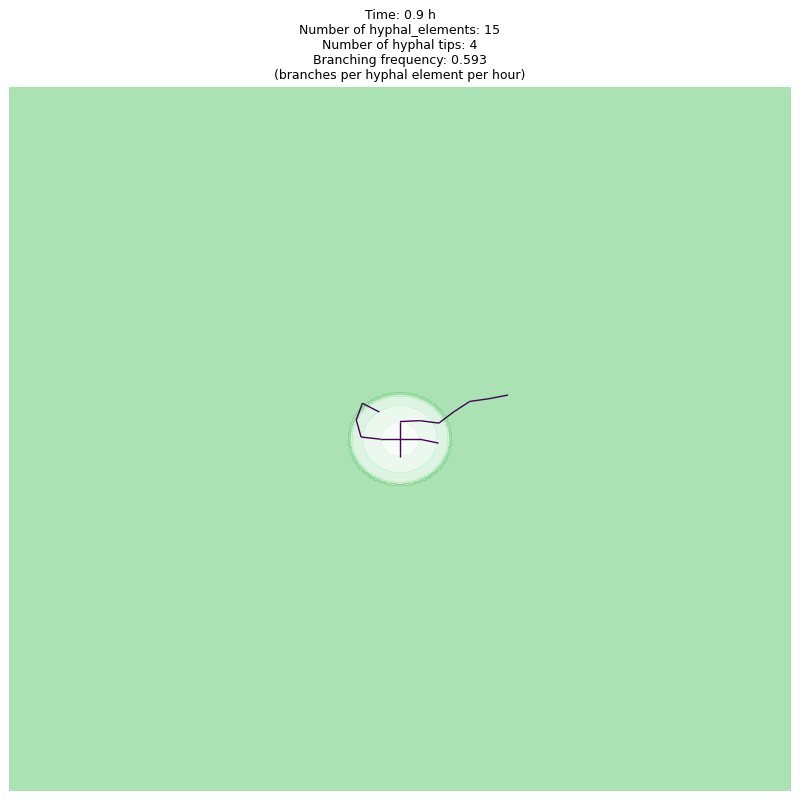 Time: 0.9 h
Number of hyphal_elements: 15
Number of hyphal tips: 4
Branching frequency: 0.593
(branches per hyphal element per hour)